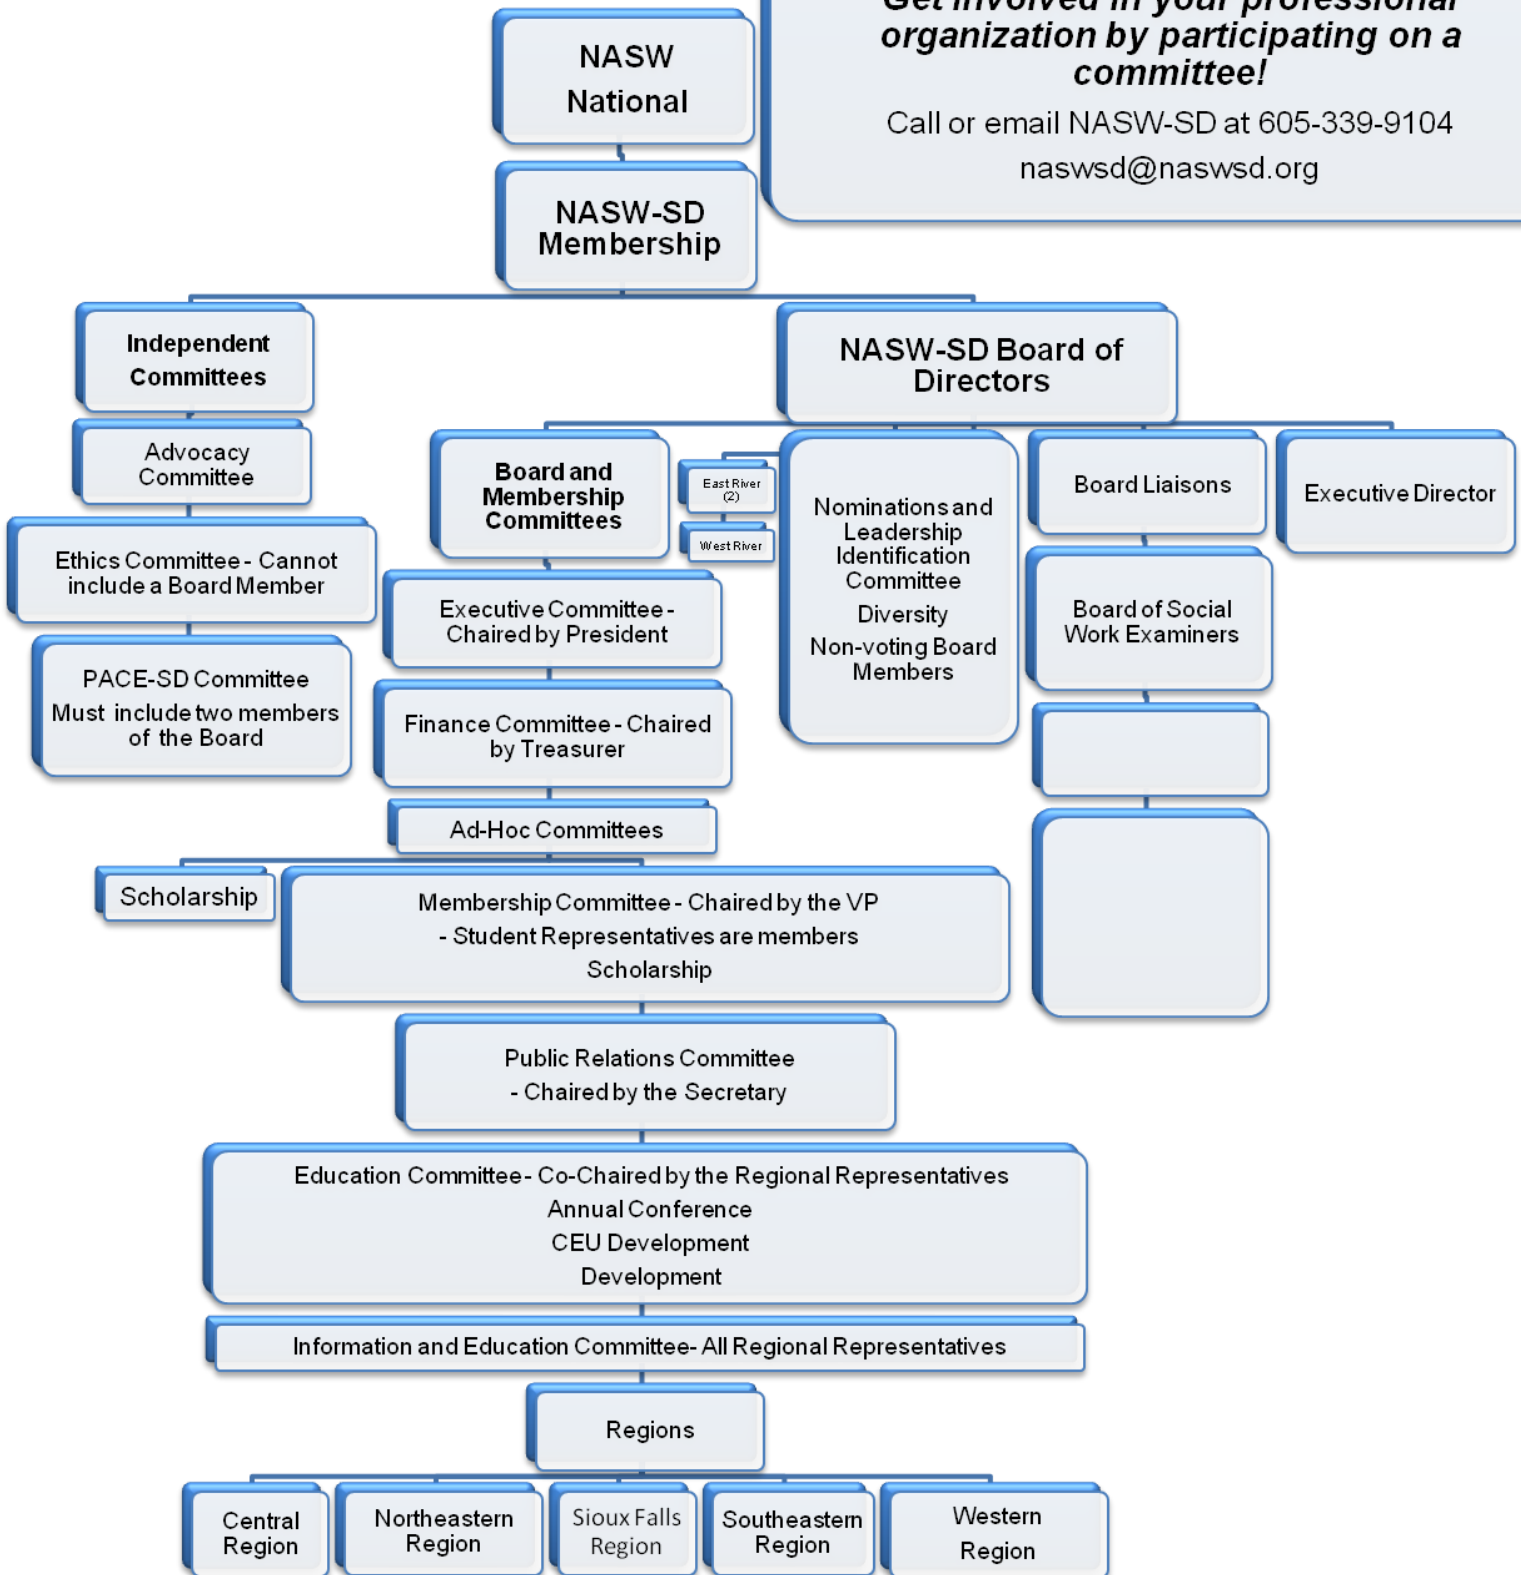 Get involved in your professional
organization by participating on a
committee!
Call or email NASW-SD at 605-339-9104
naswsd@naswsd.org
NASW
National
NASW-SD
Membership
Independent
Committees
NASW-SD Board of
Directors
Advocacy
Committee
Ethics Committee - Cannot
include a Board Member
PACE-SD Committee
Must include two members
of the Board
Board and
Membership
Committees
East River
(2)
West River
Nominations and
Leadership
Identification
Committee
Diversity
Non-voting Board
Members
Board Liaisons
Executive Director
Board of Social
Work Examiners
Executive Committee -
Chaired by President
Finance Committee - Chaired
by Treasurer
Ad-Hoc Committees
Scholarship
Membership Committee - Chaired by the VP
- Student Representatives are members
Scholarship
Public Relations Committee
- Chaired by the Secretary
Education Committee- Co-Chaired by the Regional Representatives
Annual Conference
CEU Development
Development
Information and Education Committee- All Regional Representatives
Regions
Central
Region
Northeastern
Region
Sioux Falls
Region
Southeastern
Region
Western
Region